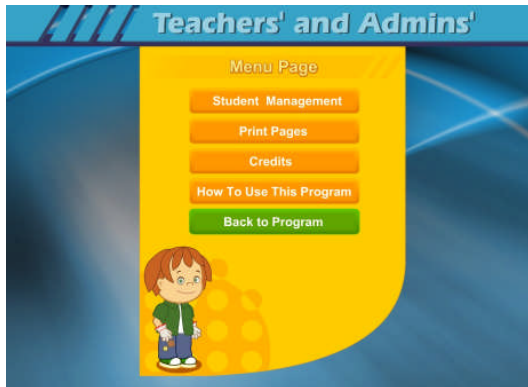 Teachers' and Admins'
Menu Page
Student Management
Print Pages
Credits
How To Use This Program
Back to Program